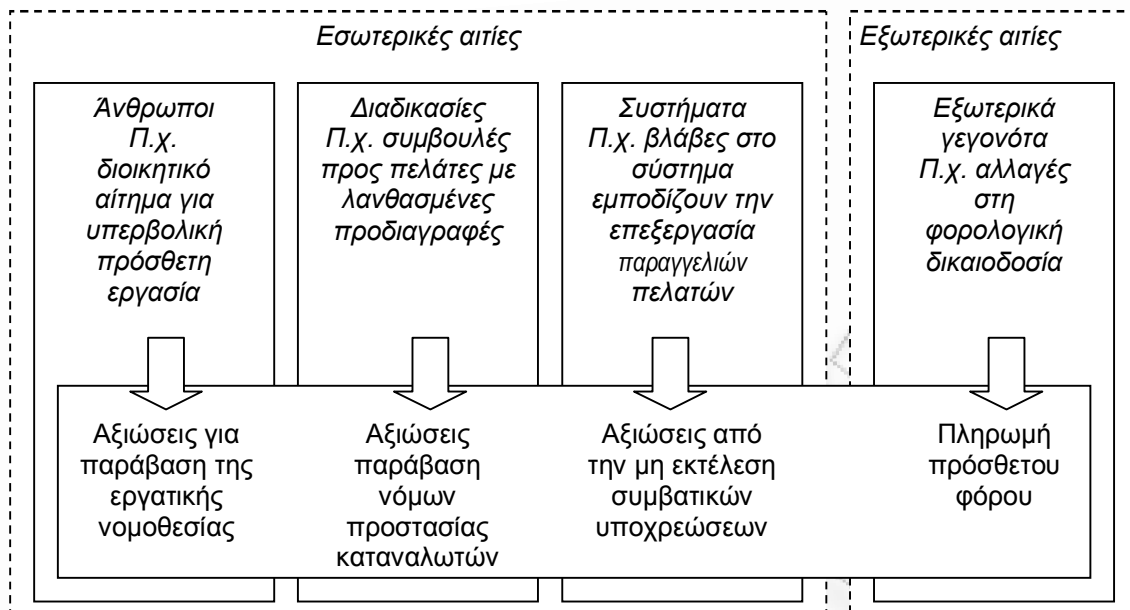 Εσωτερικές αιτίες
Εξωτερικές αιτίες
Άνθρωποι
Π.χ.
διοικητικό
αίτημα για
υπερβολική
πρόσθετη
εργασία
Διαδικασίες
Π.χ. συμβουλές
προς πελάτες με
λανθασμένες
προδιαγραφές
Συστήματα
Π.χ. βλάβες στο
σύστημα
εμποδίζουν την
επεξεργασία
παραγγελιών
πελατών
Εξωτερικά
γεγονότα
Π.χ. αλλαγές
στη
φορολογική
δικαιοδοσία
Αξιώσεις για
παράβαση της
εργατικής
νομοθεσίας
Αξιώσεις
παράβαση
νόμων
προστασίας
καταναλωτών
Αξιώσεις από
την μη εκτέλεση
συμβατικών
υποχρεώσεων
Πληρωμή
πρόσθετου
φόρου